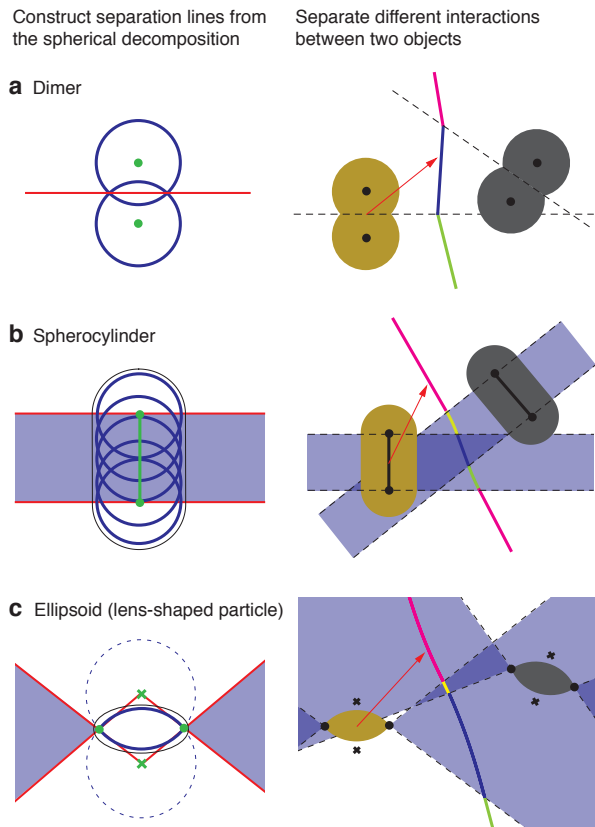 Construct separation lines from
the spherical decomposition
Separate different interactions
between two objects
a Dimer
b Spherocylinder
c Ellipsoid (lens-shaped particle)